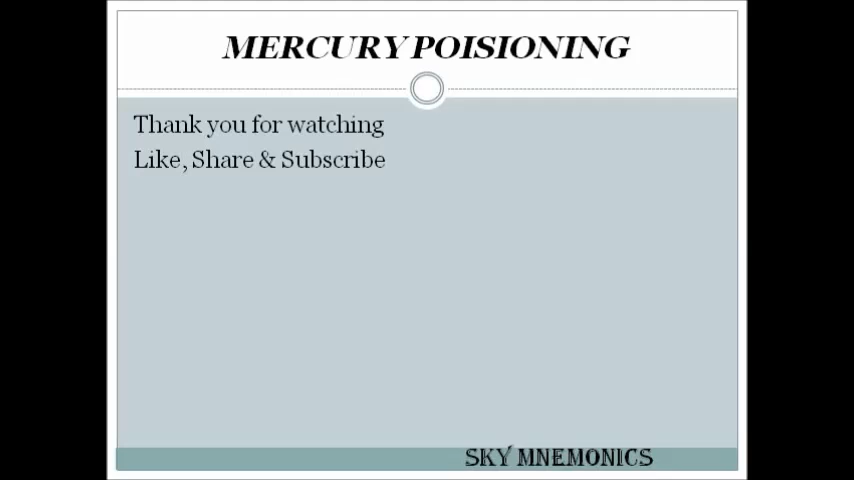 MERCURY POISIONING
Thank you for watching
Like, Share & Subscribe
SKY MNEMONICS